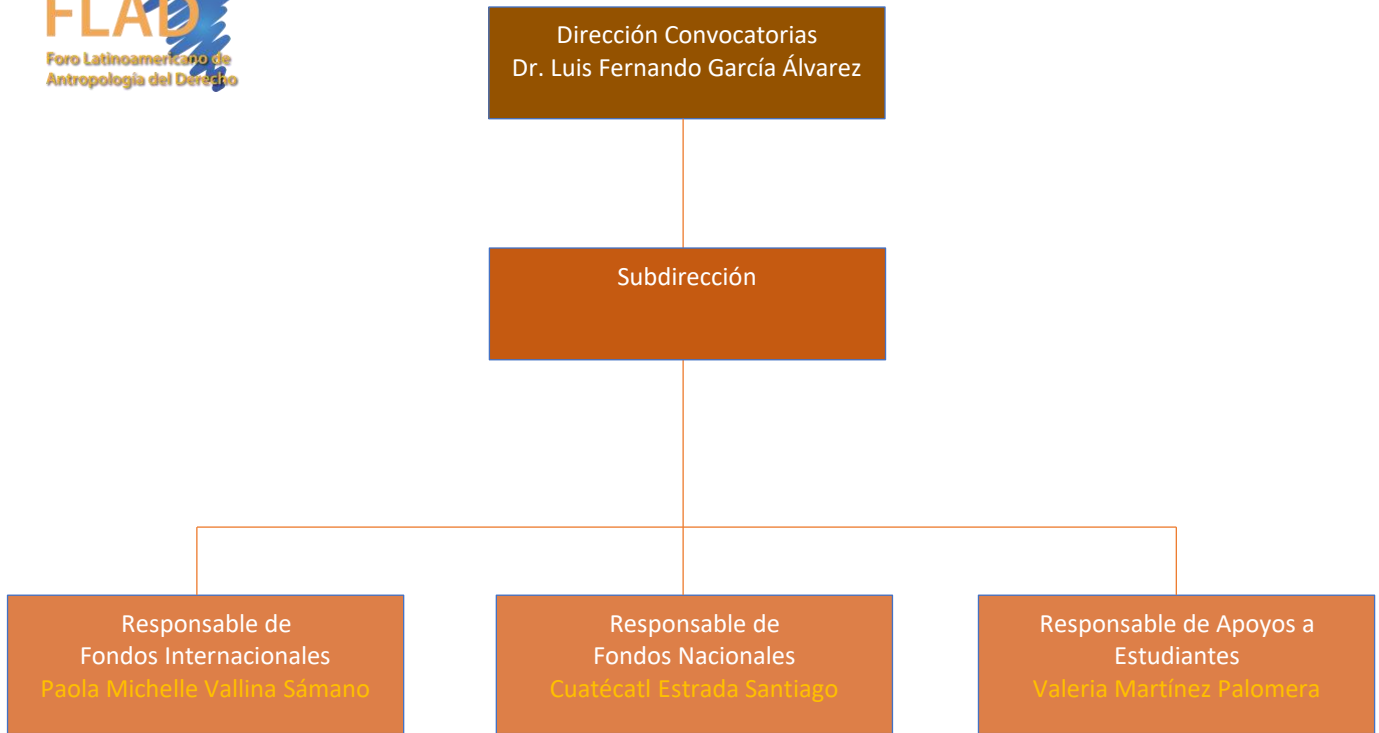 FLAD
Foro Latinoamericano de
Antropología del Derecho
Dirección Convocatorias
Dr. Luis Fernando García Álvarez
Subdirección
Responsable de
Fondos Internacionales
Paola Michelle Vallina Sámano
Responsable de
Fondos Nacionales
Cuatécatl Estrada Santiago
Responsable de Apoyos a
Estudiantes
Valeria Martínez Palomera